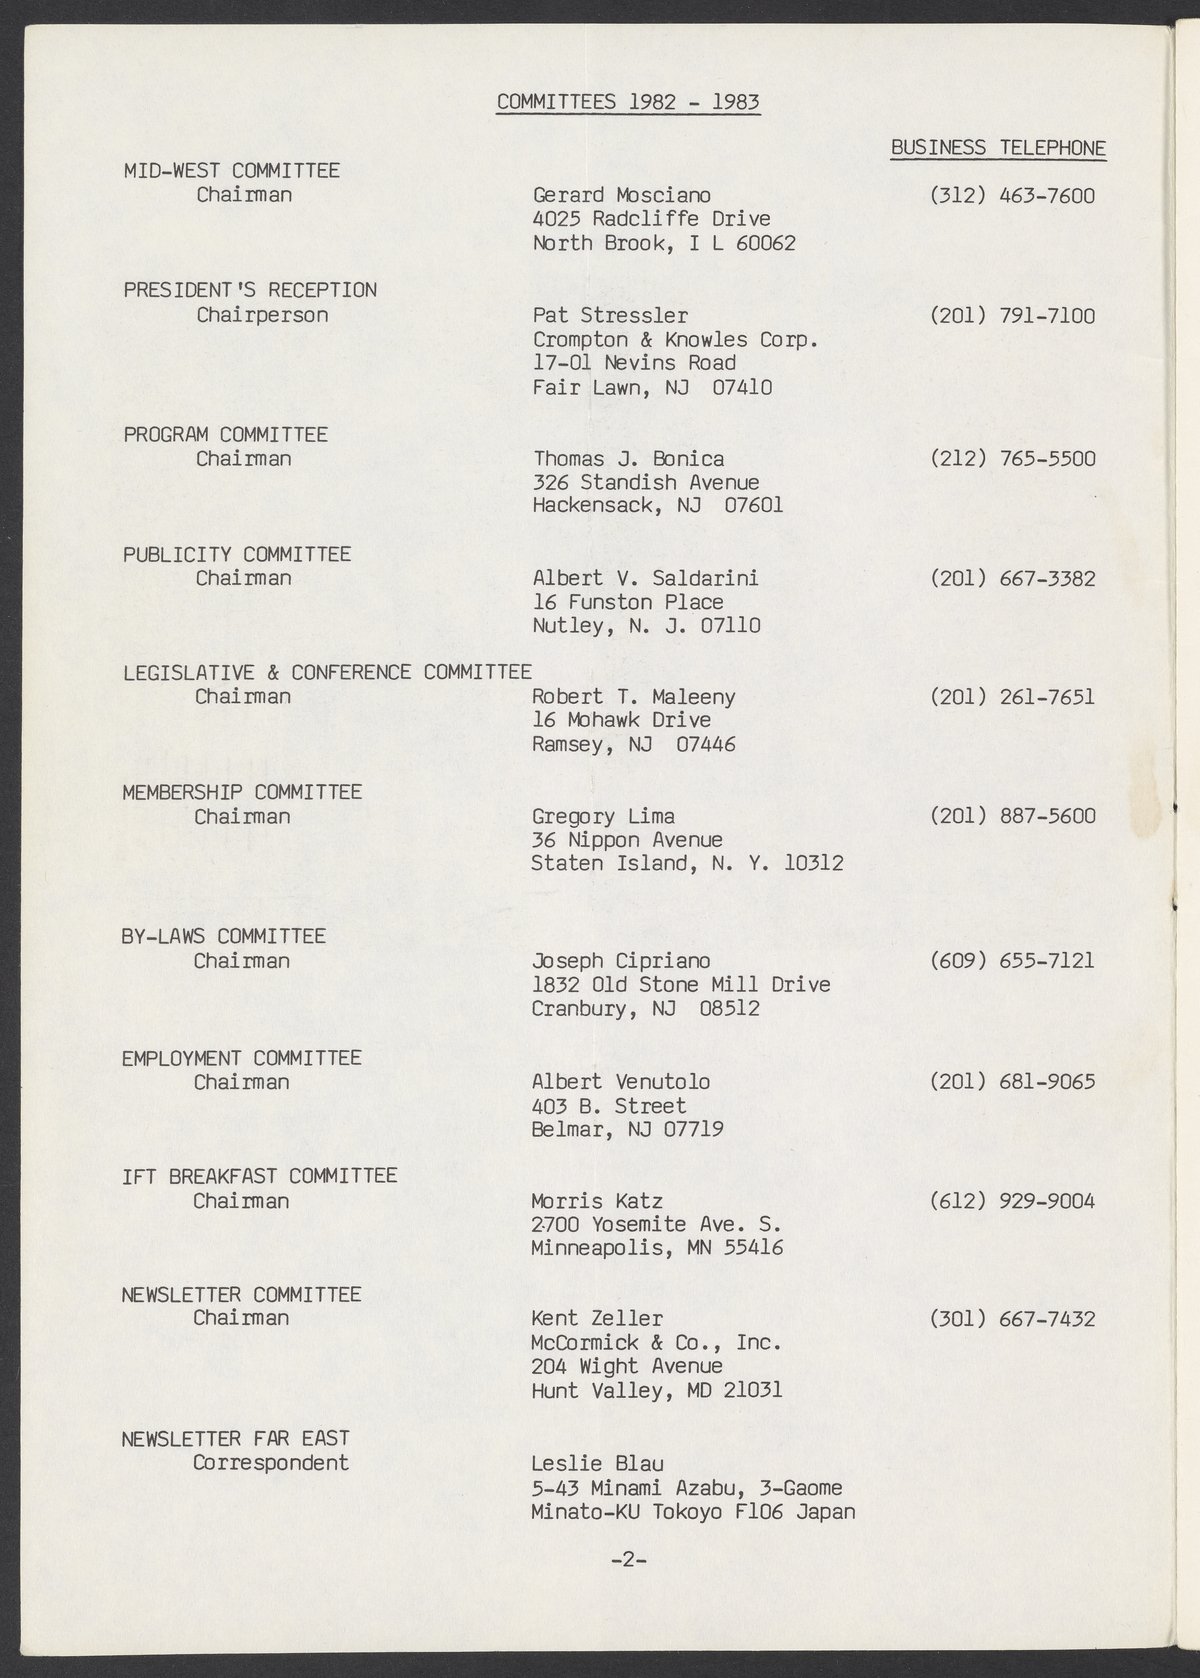 COMMITTEES 1982 - 1983
BUSINESS TELEPHONE
MID-WEST COMMITTEE
Chairman Gerard Mosciano (312) 463-7600
4025 Radcliffe Drive
North Brook, I L 60062
PRESIDENT'S RECEPTION
Chairperson Pat Stressler (201) 791-7100
Crompton & Knowles Corp.
17-01 Nevins Road
Fair Lawn, NJ 07410
PROGRAM COMMITTEE
Chairman Thomas J. Bonica (212) 765-5500
326 Standish Avenue
Hackensack, NJ 07601
PUBLICITY COMMITTEE
Chairman Albert V. Saldarini (201) 667-3382
16 Funston Place
Nutley, N. J. 07110
LEGISLATIVE & CONFERENCE COMMITTEE
Chairman Robert T. Maleeny (201) 261-7651
16 Mohawk Drive
Ramsey, NJ 07446
MEMBERSHIP COMMITTEE
Chairman Gregory Lima (201) 887-5600
36 Nippon Avenue
Staten Island, N. Y. 10312
BY-LAWS COMMITTEE
Chairman Joseph Cipriano (609) 655-7121
1832 Old Stone Mill Drive
Cranbury, NJ 08512
EMPLOYMENT COMMITTEE
Chairman Albert Venutolo (201) 681-9065
403 B. Street
Belmar, NJ 07719
IFT BREAKFAST COMMITTEE
Chairman Morris Katz (612) 929-9004
2700 Yosemite Ave. S.
Minneapolis, MN 55416
NEWSLETTER COMMITTEE
Chairman Kent Zeller (301) 667-7432
McCormick & Co., Inc.
204 Wight Avenue
Hunt Valley, MD 21031
NEWSLETTER FAR EAST
Correspondent Leslie Blau
5-43 Minami Azabu, 3-Gaome
Minato-KU Tokoyo F106 Japan
-2-